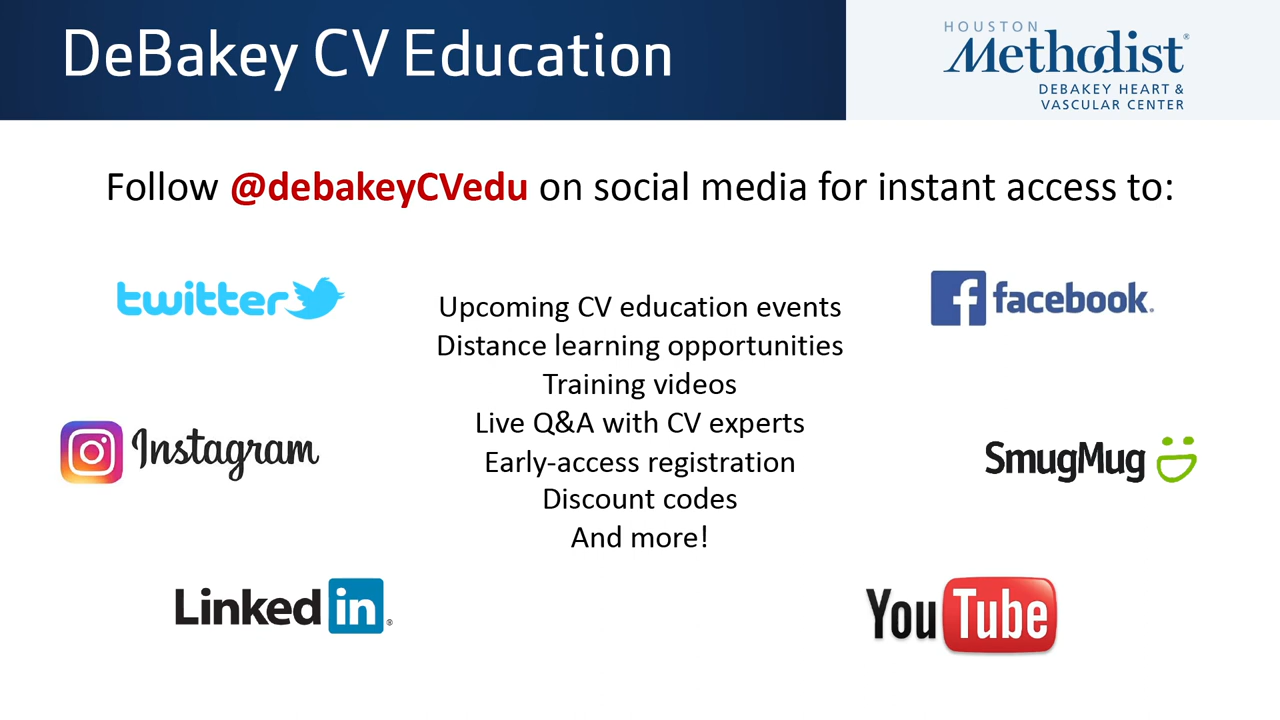 DeBakey CV Education
HOUSTON
Methodist®
DEBAKEY HEART &
VASCULAR CENTER
Follow @debakeyCVedu on social media for instant access to:
twitter
facebook.
Upcoming CV education events
Distance learning opportunities
Training videos
Live Q&A with CV experts
Early-access registration
Discount codes
And more!
Instagram
SmugMug
Linked in®
YouTube